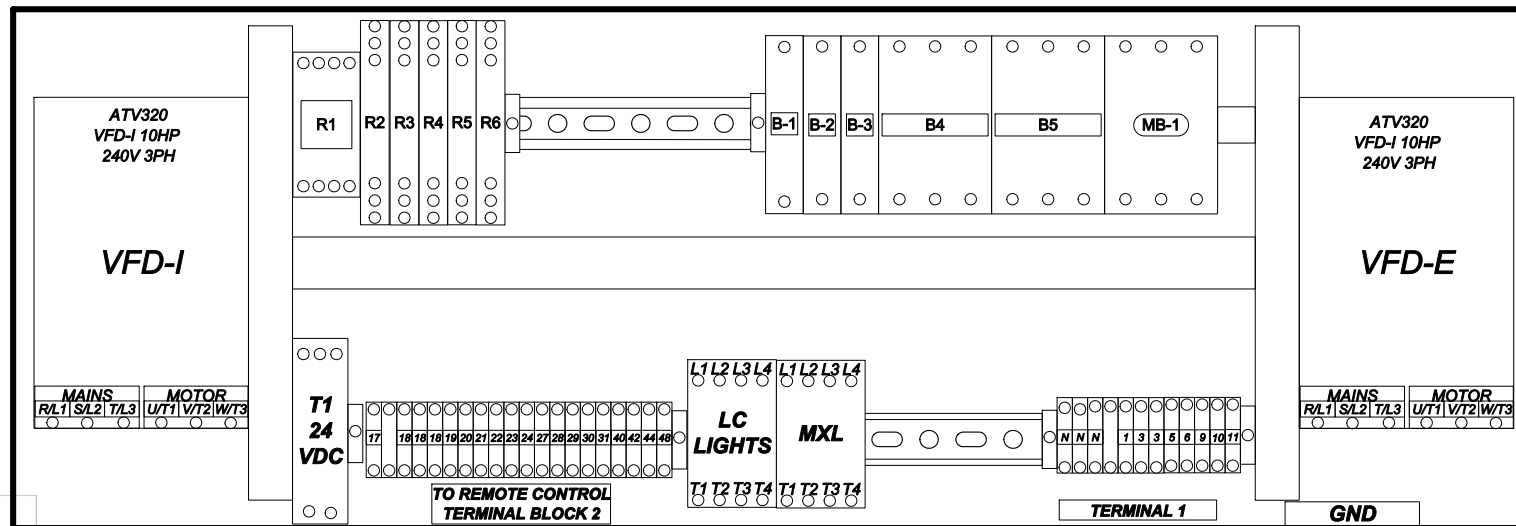 ATV320
VFD-I 10HP
240V 3PH
VFD-I
MAINS
R/L1 S/L2 T/L3
MOTOR
U/T1 V/T2 W/T3
R1 R2 R3 R4 R5 R6
B-1 B-2 B-3 B4 B5 MB-1
ATV320
VFD-I 10HP
240V 3PH
VFD-E
MAINS
R/L1 S/L2 T/L3
MOTOR
U/T1 V/T2 W/T3
T1
24
VDC
17 18 18 18 19 20 21 22 23 24 27 28 29 30 31 40 42 44 48
TO REMOTE CONTROL
TERMINAL BLOCK 2
L1 L2 L3 L4
LC
LIGHTS
T1 T2 T3 T4
L1 L2 L3 L4
MXL
T1 T2 T3 T4
N N N 1 3 3 5 6 9 10 11
TERMINAL 1
GND